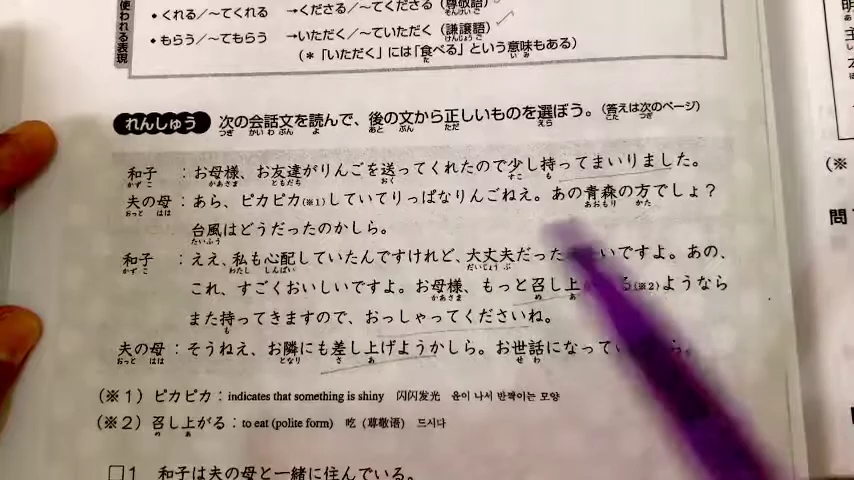 使われる表現
• くれる/〜てくれる →くださる/〜てくださる(尊敬語)
• もらう/〜てもらう →いただく/〜ていただく(謙譲語)
(*「いただく」には「食べる」という意味もある)
れんしゅう 次の会話文を読んで、後の文から正しいものを選ぼう。(答えは次のページ)
和子 :お母様、お友達がりんごを送ってくれたので少し持ってまいりました。
夫の母:あら、ピカピカ(※1)していてりっぱなりんごねえ。あの青森の方でしょ?
台風はどうだったのかしら。
和子 :ええ、私も心配していたんですけれど、大丈夫だった いですよ。あの、
これ、すごくおいしいですよ。お母様、もっと召し上 る(※2)ようなら
また持ってきますので、おっしゃってくださいね。
夫の母:そうねえ、お隣にも差し上げようかしら。お世話になってい
(※1)ピカピカ:indicates that something is shiny 闪闪发光 윤이 나서 반짝이는 모양
(※2)召し上がる:to eat (polite form) 吃(尊敬语) 드시다
□1 和子は夫の母と一緒に住んでいる。
(※
問